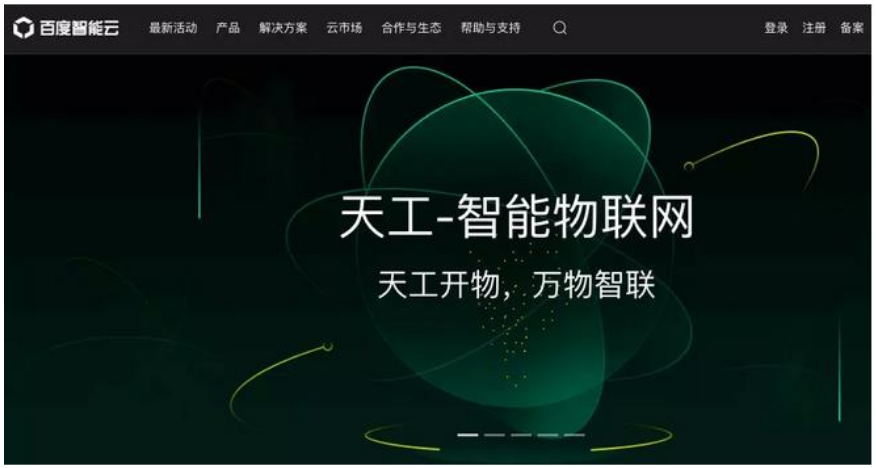 百度智能云 最新活动 产品 解决方案 云市场 合作与生态 帮助与支持 登录 注册 备案
天工-智能物联网
天工开物，万物智联